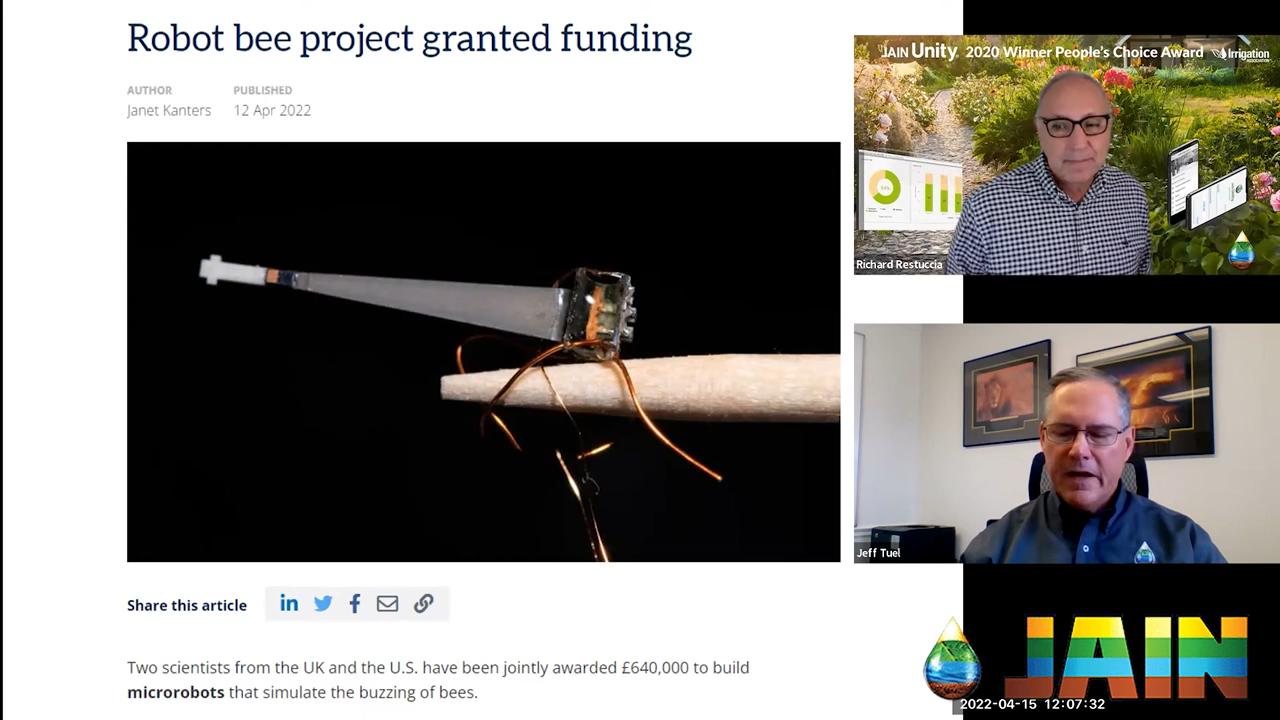 Robot bee project granted funding
AUTHOR
PUBLISHED
Janet Kanters
12 Apr 2022
Share this article
in
f
Two scientists from the UK and the U.S. have been jointly awarded £640,000 to build
microrobots that simulate the buzzing of bees.
JAIN Unity 2020 Winner People's Choice Award
Irrigation
Richard Restuccia
Jeff Tuel
JAIN
2022-04-15 12:07:32